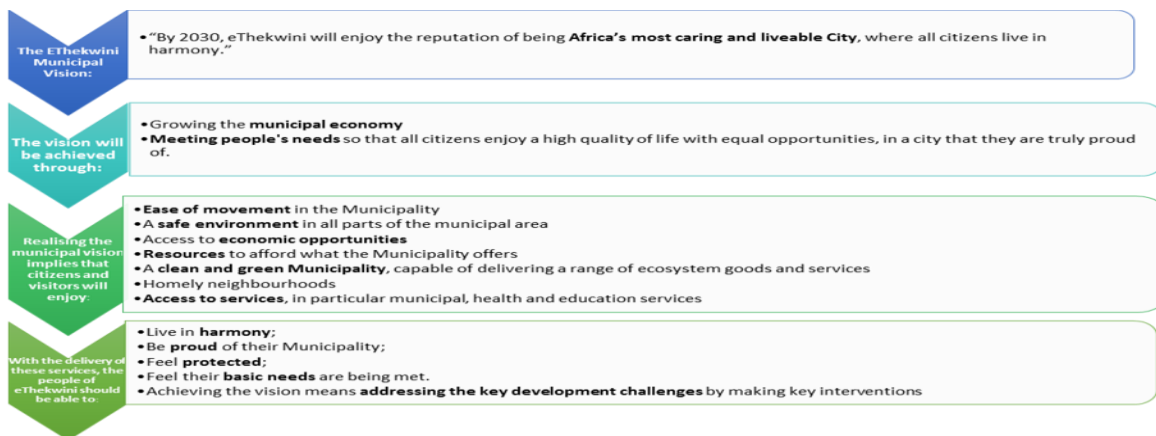 The EThekwini
Municipal
Vision:
•“By 2030, eThekwini will enjoy the reputation of being Africa’s most caring and liveable City, where all citizens live in
harmony.”
The vision will
be achieved
through:
•Growing the municipal economy
•Meeting people's needs so that all citizens enjoy a high quality of life with equal opportunities, in a city that they are truly proud
of.
Realising the
municipal vision
implies that
citizens and
visitors will
enjoy:
•Ease of movement in the Municipality
•A safe environment in all parts of the municipal area
•Access to economic opportunities
•Resources to afford what the Municipality offers
•A clean and green Municipality, capable of delivering a range of ecosystem goods and services
•Homely neighbourhoods
•Access to services, in particular municipal, health and education services
With the delivery of
these services, the
people of
eThekwini should
be able to:
•Live in harmony;
•Be proud of their Municipality;
•Feel protected;
•Feel their basic needs are being met.
•Achieving the vision means addressing the key development challenges by making key interventions